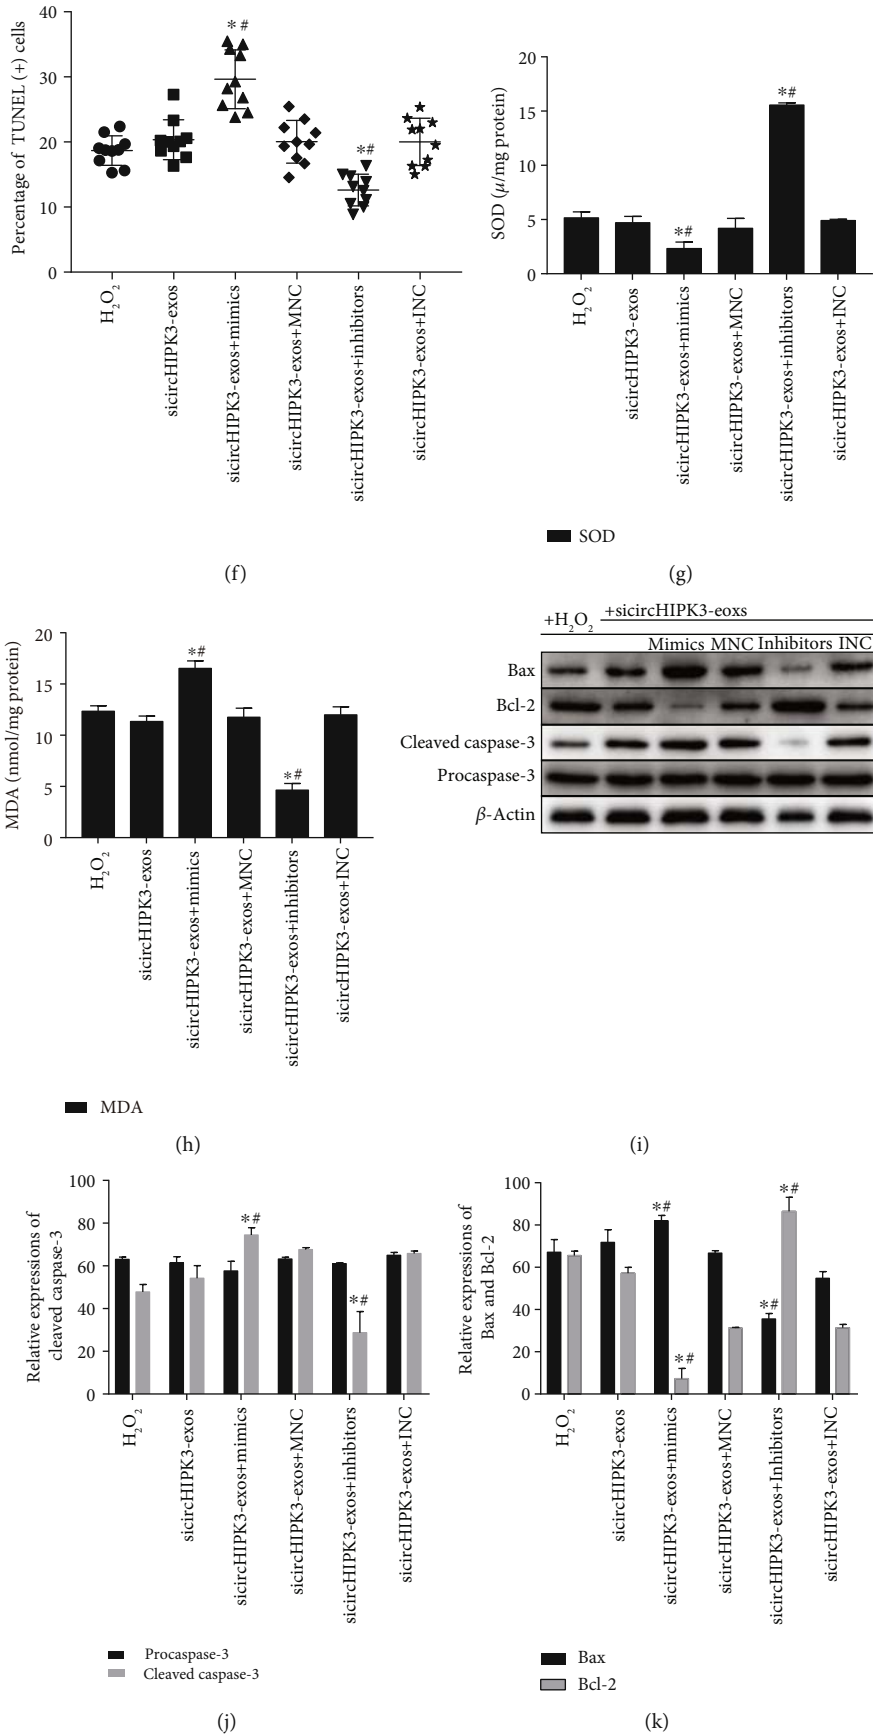 Percentage of TUNEL (+) cells
40
30
20
10
0
*#
*#
H2O2
sicircHIPK3-exos
sicircHIPK3-exos+mimics
sicircHIPK3-exos+MNC
sicircHIPK3-exos+inhibitors
sicircHIPK3-exos+INC
(f)
SOD (μ/mg protein)
20
15
10
5
0
*#
*#
H2O2
sicircHIPK3-exos
sicircHIPK3-exos+mimics
sicircHIPK3-exos+MNC
sicircHIPK3-exos+inhibitors
sicircHIPK3-exos+INC
SOD
(g)
MDA (nmol/mg protein)
20
15
10
5
0
*#
*#
H2O2
sicircHIPK3-exos
sicircHIPK3-exos+mimics
sicircHIPK3-exos+MNC
sicircHIPK3-exos+inhibitors
sicircHIPK3-exos+INC
MDA
(h)
+H2O2
+sicircHIPK3-eoxs
Mimics MNC Inhibitors INC
Bax
Bcl-2
Cleaved caspase-3
Procaspase-3
β-Actin
(i)
Relative expressions of
cleaved caspase-3
100
80
60
40
20
0
*#
*#
H2O2
sicircHIPK3-exos
sicircHIPK3-exos+mimics
sicircHIPK3-exos+MNC
sicircHIPK3-exos+inhibitors
sicircHIPK3-exos+INC
Procaspase-3
Cleaved caspase-3
(j)
Relative expressions of
Bax and Bcl-2
100
80
60
40
20
0
*#
*#
*#
*#
H2O2
sicircHIPK3-exos
sicircHIPK3-exos+mimics
sicircHIPK3-exos+MNC
sicircHIPK3-exos+Inhibitors
sicircHIPK3-exos+INC
Bax
Bcl-2
(k)